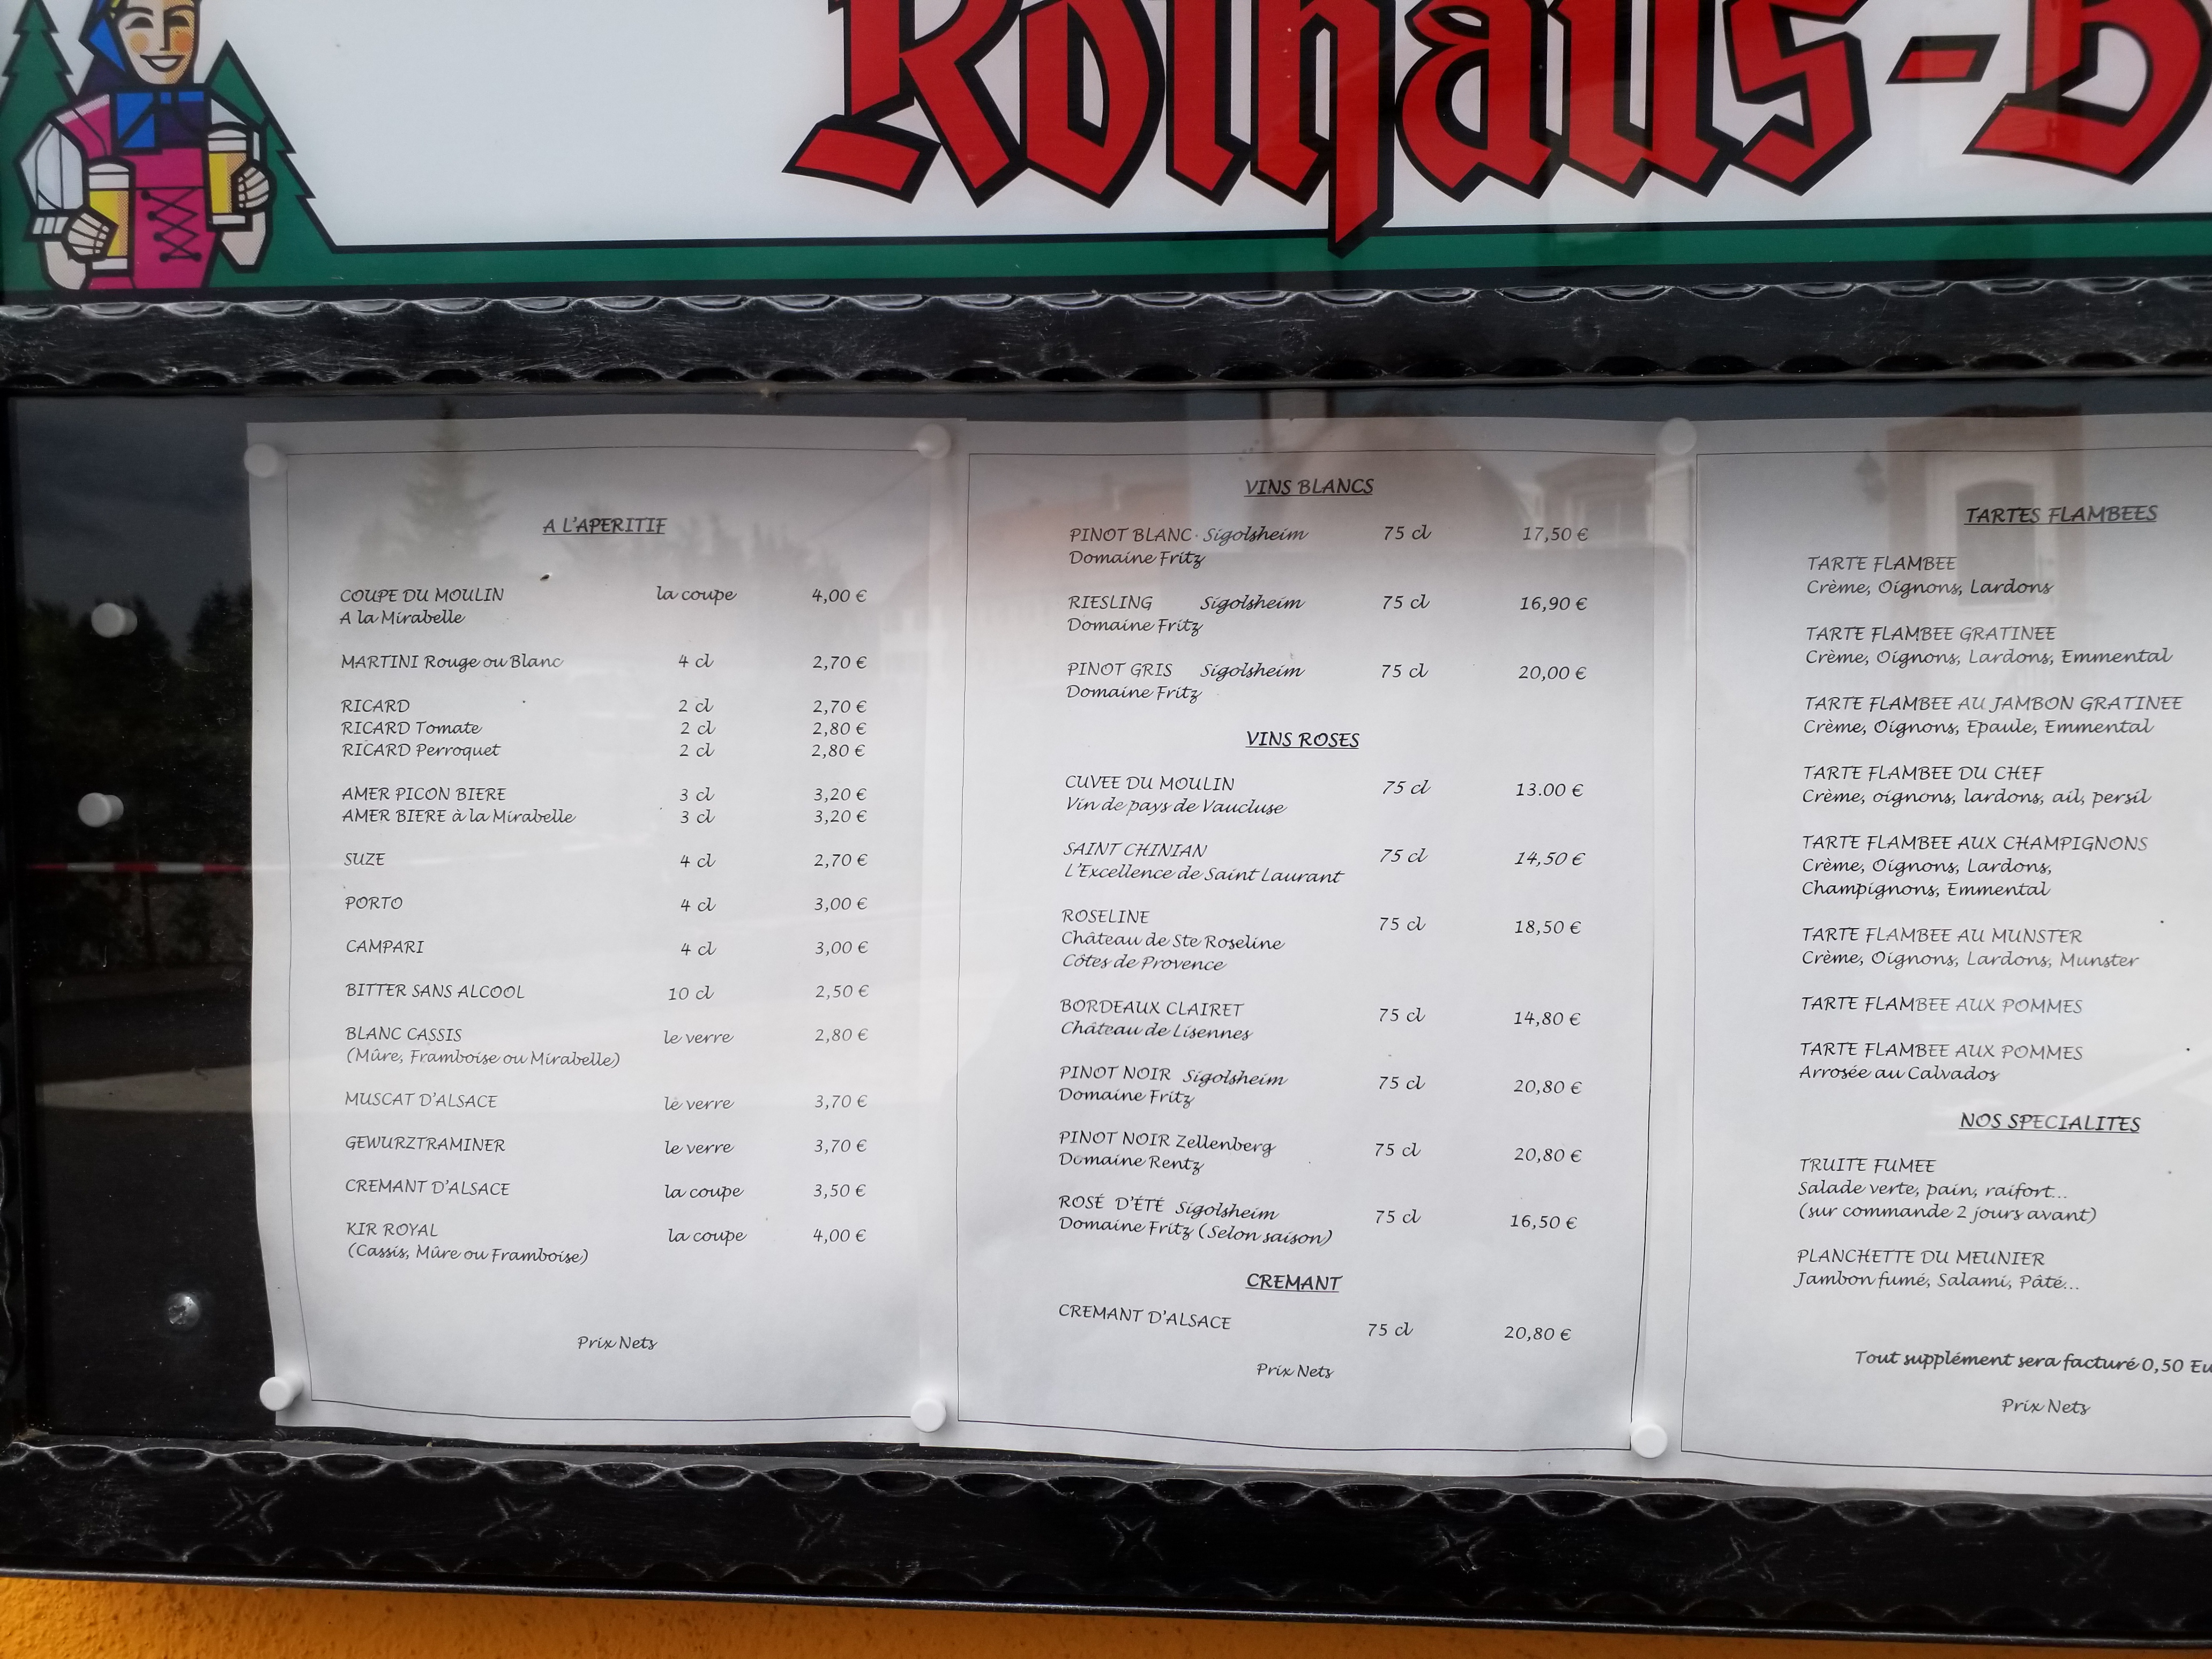 Rothaus-B
A L'APERITIF
COUPE DU MOULIN la coupe 4,00 €
A la Mirabelle
MARTINI Rouge ou Blanc 4 cl 2,70 €
RICARD 2 cl 2,70 €
RICARD Tomate 2 cl 2,80 €
RICARD Perroquet 2 cl 2,80 €
AMER PICON BIERE 3 cl 3,20 €
AMER BIERE à la Mirabelle 3 cl 3,20 €
SUZE 4 cl 2,70 €
PORTO 4 cl 3,00 €
CAMPARI 4 cl 3,00 €
BITTER SANS ALCOOL 10 cl 2,50 €
BLANC CASSIS le verre 2,80 €
(Mûre, Framboise ou Mirabelle)
MUSCAT D'ALSACE le verre 3,70 €
GEWURZTRAMINER le verre 3,70 €
CREMANT D'ALSACE la coupe 3,50 €
KIR ROYAL la coupe 4,00 €
(Cassis, Mûre ou Framboise)
Prix Nets
VINS BLANCS
PINOT BLANC Sigolsheim 75 cl 17,50 €
Domaine Fritz
RIESLING Sigolsheim 75 cl 16,90 €
Domaine Fritz
PINOT GRIS Sigolsheim 75 cl 20,00 €
Domaine Fritz
VINS ROSES
CUVEE DU MOULIN 75 cl 13.00 €
Vin de pays de Vaucluse
SAINT CHINIAN 75 cl 14,50 €
L'Excellence de Saint Laurant
ROSELINE 75 cl 18,50 €
Château de Ste Roseline
Côtes de Provence
BORDEAUX CLAIRET 75 cl 14,80 €
Château de Lisennes
PINOT NOIR Sigolsheim 75 cl 20,80 €
Domaine Fritz
PINOT NOIR Zellenberg 75 cl 20,80 €
Domaine Rentz
ROSÉ D'ÉTÉ Sigolsheim 75 cl 16,50 €
Domaine Fritz (Selon saison)
CREMANT
CREMANT D'ALSACE 75 cl 20,80 €
Prix Nets
TARTES FLAMBEES
TARTE FLAMBEE
Crème, Oignons, Lardons
TARTE FLAMBEE GRATINEE
Crème, Oignons, Lardons, Emmental
TARTE FLAMBEE AU JAMBON GRATINEE
Crème, Oignons, Epaule, Emmental
TARTE FLAMBEE DU CHEF
Crème, oignons, lardons, ail, persil
TARTE FLAMBEE AUX CHAMPIGNONS
Crème, Oignons, Lardons,
Champignons, Emmental
TARTE FLAMBEE AU MUNSTER
Crème, Oignons, Lardons, Munster
TARTE FLAMBEE AUX POMMES
TARTE FLAMBEE AUX POMMES
Arrosée au Calvados
NOS SPECIALITES
TRUITE FUMEE
Salade verte, pain, raifort...
(sur commande 2 jours avant)
PLANCHETTE DU MEUNIER
Jambon fumé, Salami, Pâté...
Tout supplément sera facturé 0,50 Eu
Prix Nets